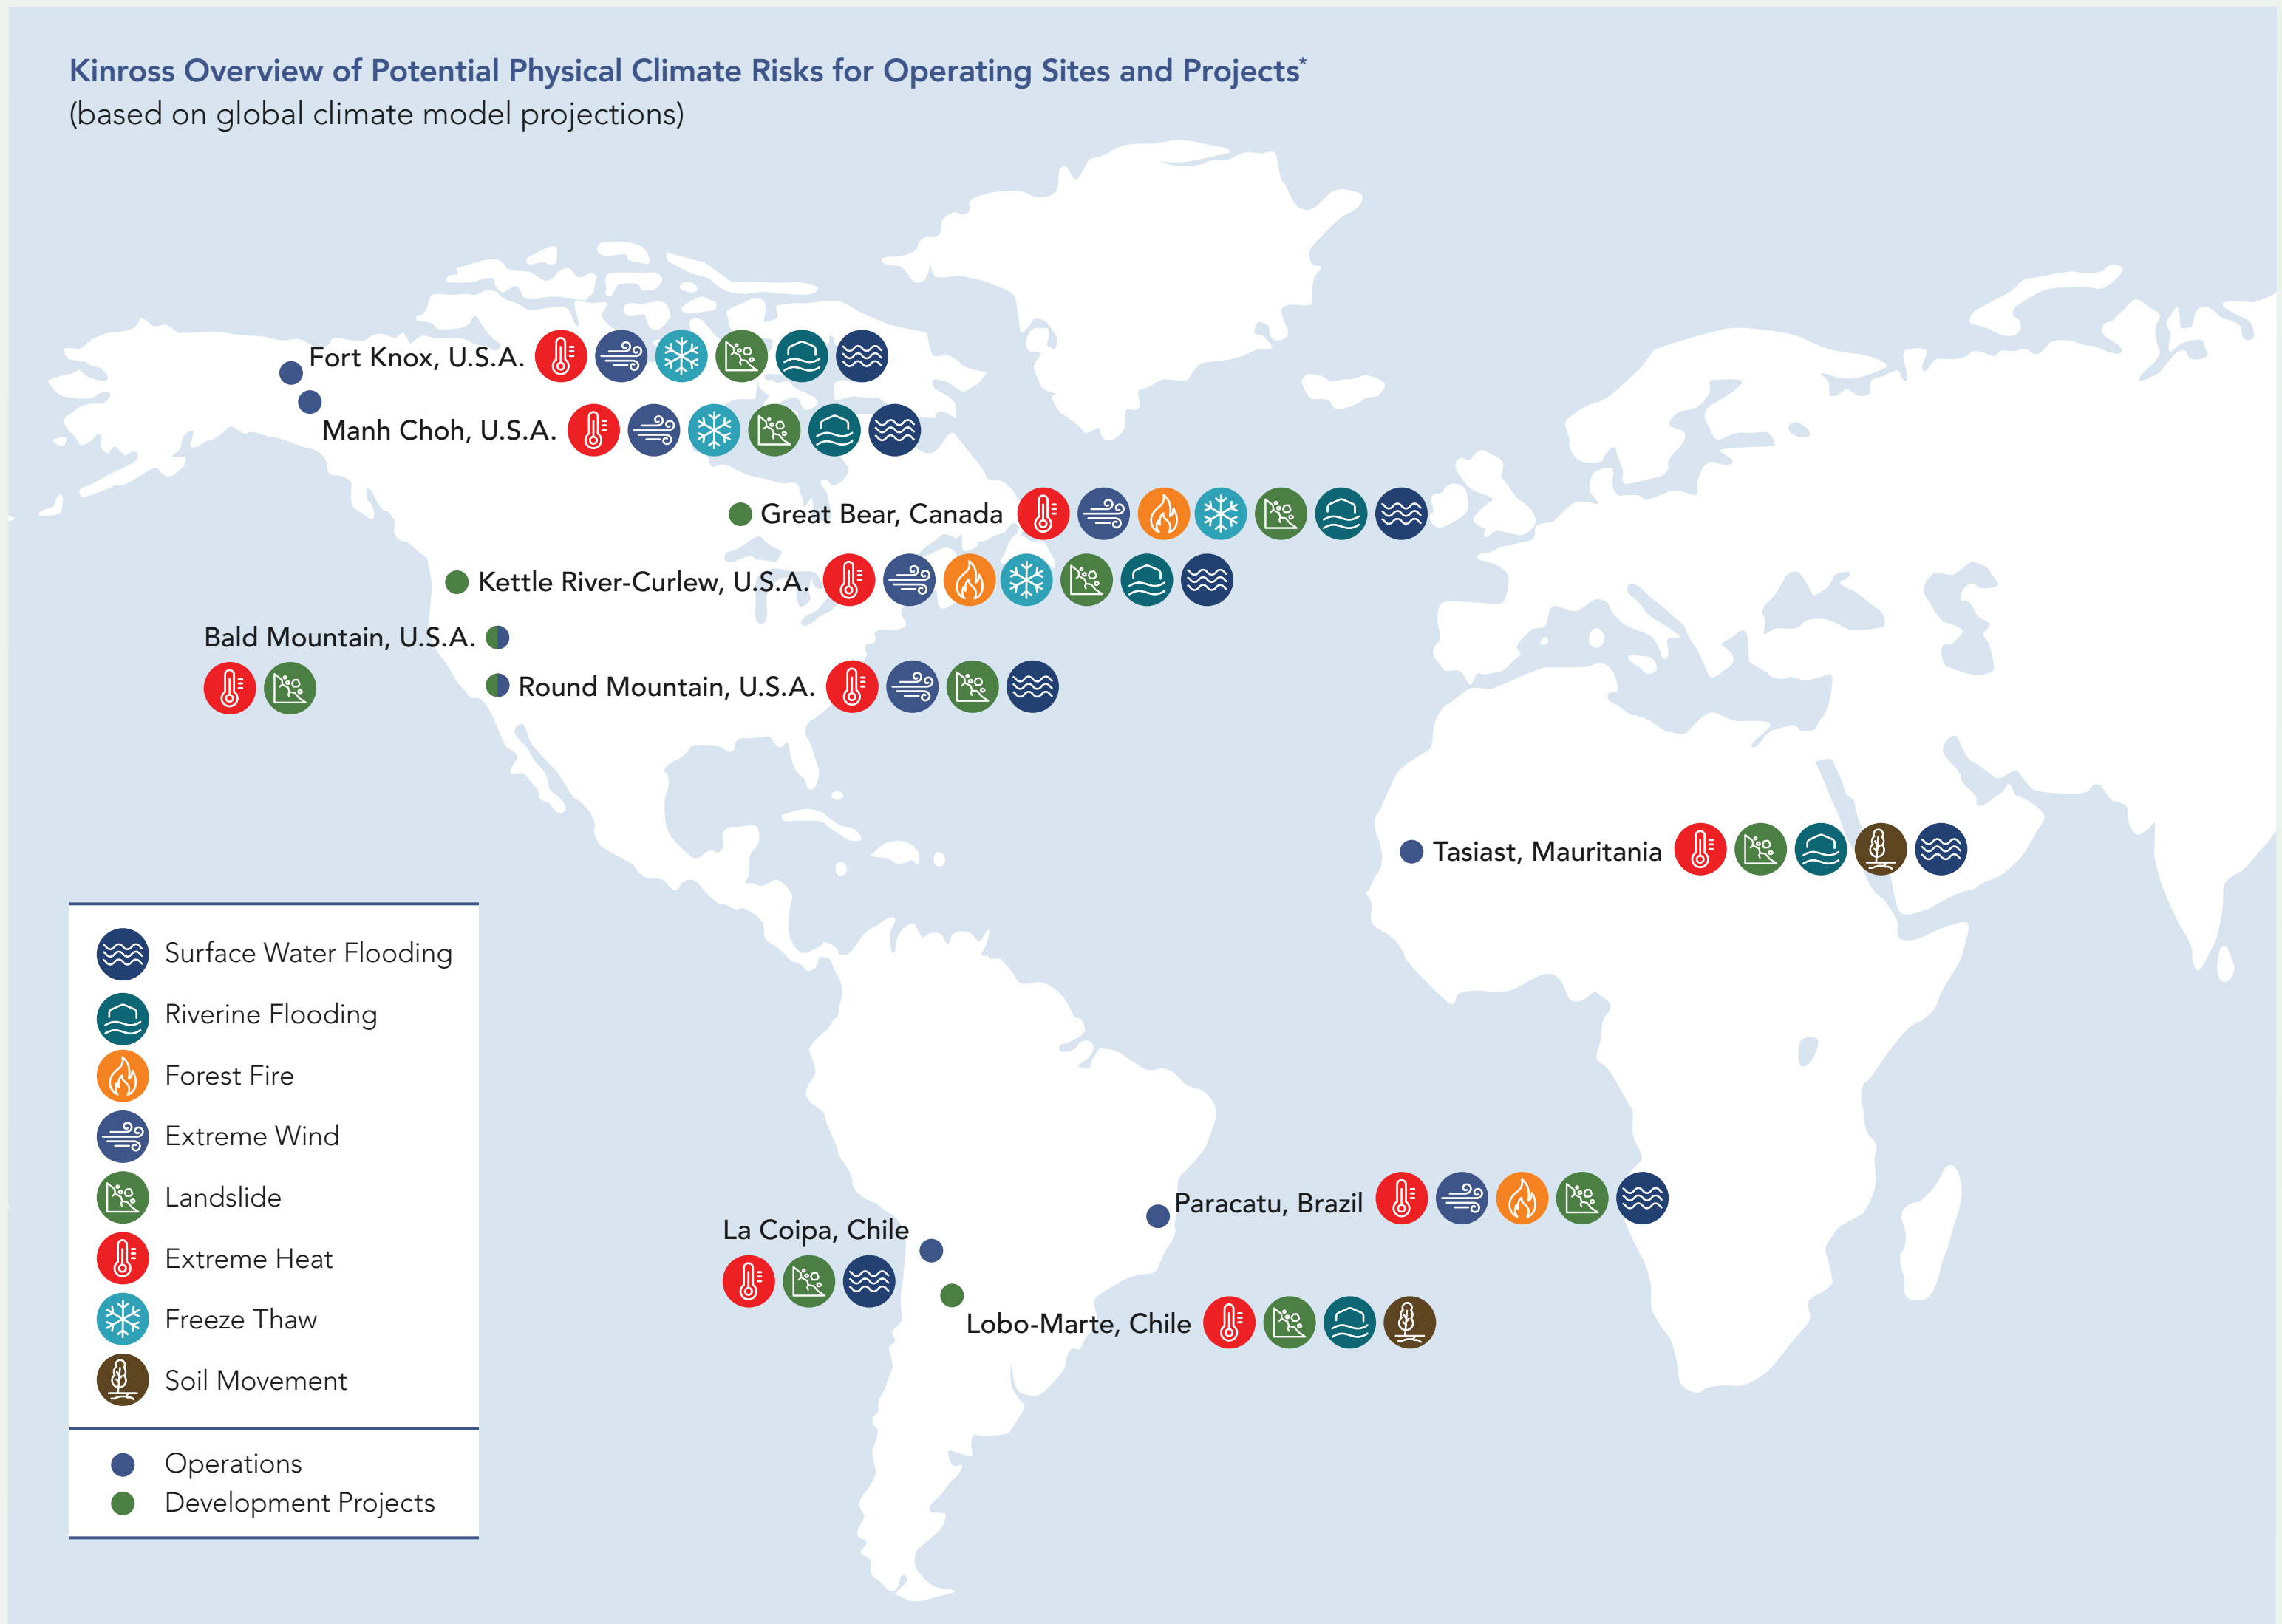 Kinross Overview of Potential Physical Climate Risks for Operating Sites and Projects*
(based on global climate model projections)
Fort Knox, U.S.A.
Manh Choh, U.S.A.
Great Bear, Canada
Kettle River-Curlew, U.S.A.
Bald Mountain, U.S.A.
Round Mountain, U.S.A.
Tasiast, Mauritania
Surface Water Flooding
Riverine Flooding
Forest Fire
Extreme Wind
Landslide
Extreme Heat
Freeze Thaw
Soil Movement
Operations
Development Projects
Paracatu, Brazil
La Coipa, Chile
Lobo-Marte, Chile